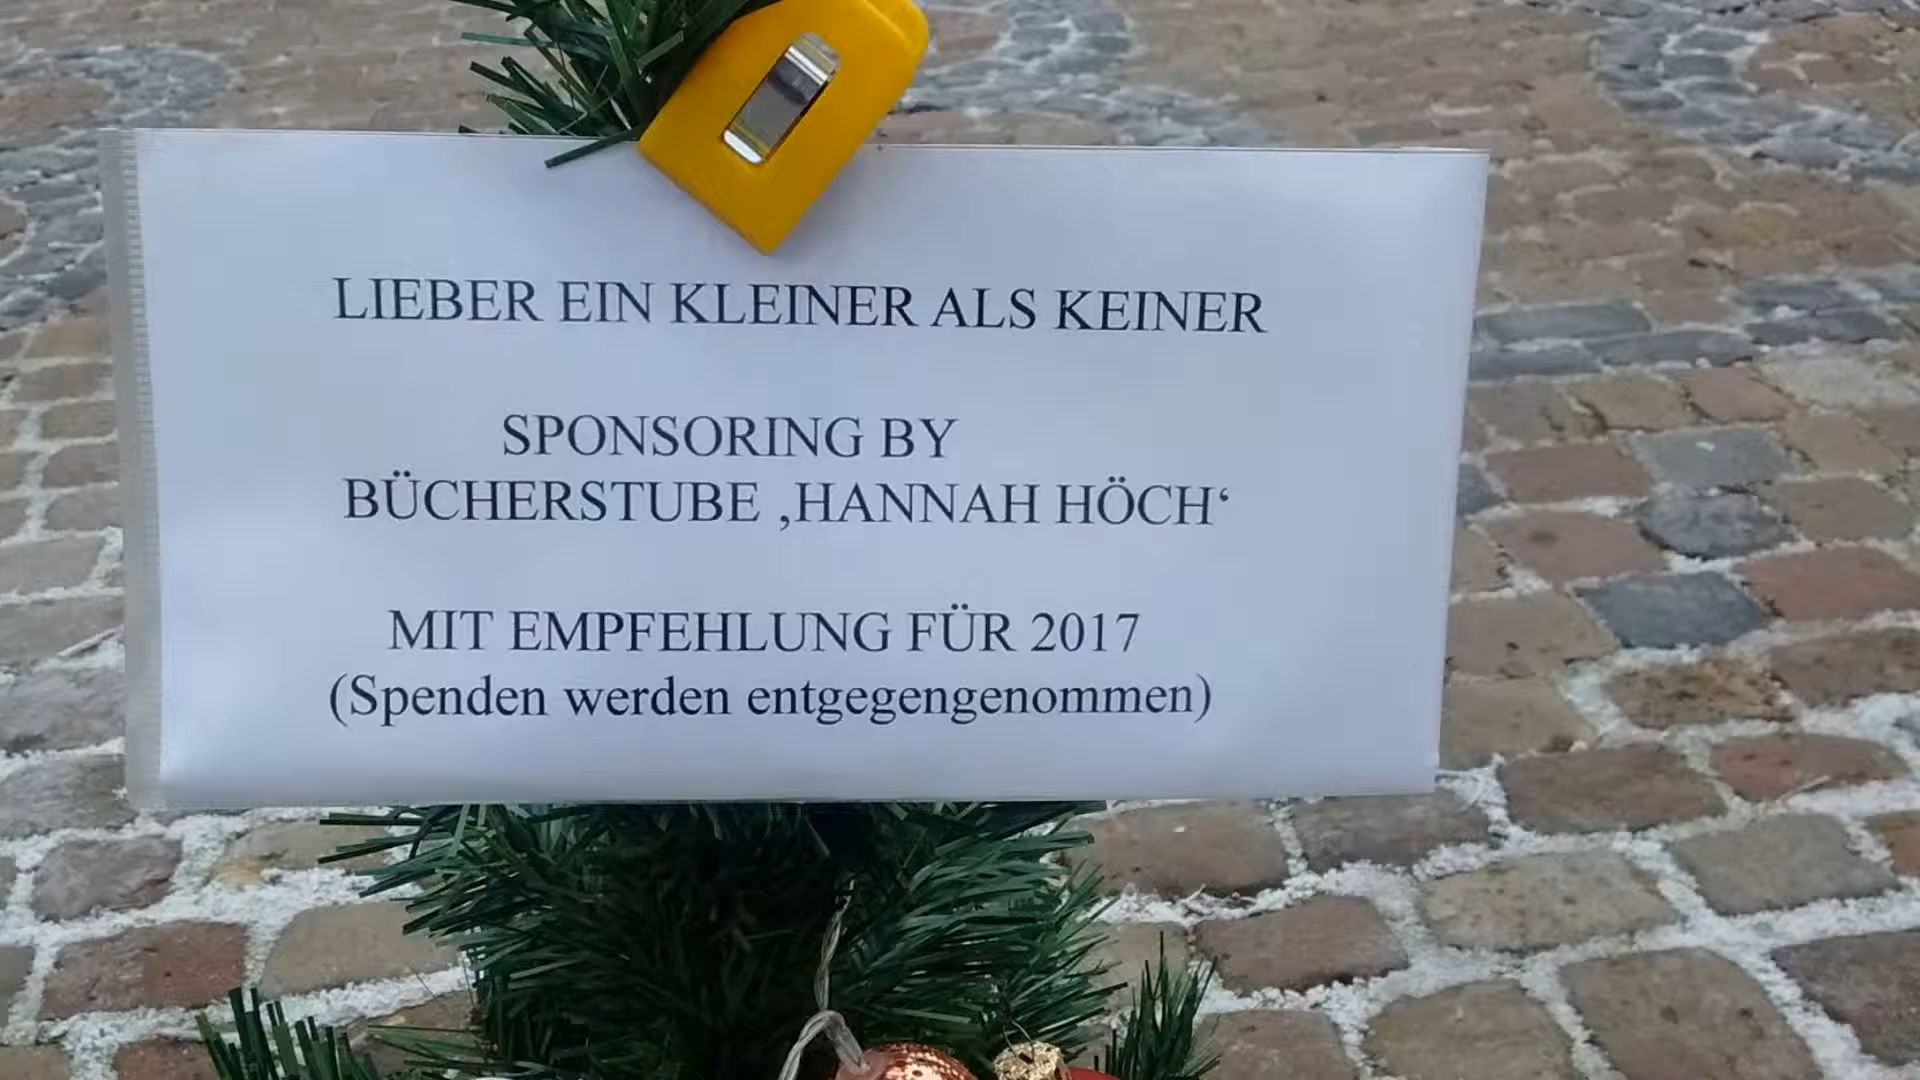 LIEBER EIN KLEINER ALS KEINER
SPONSORING BY
BÜCHERSTUBE ‚HANNAH HÖCH‘
MIT EMPFEHLUNG FÜR 2017
(Spenden werden entgegengenommen)